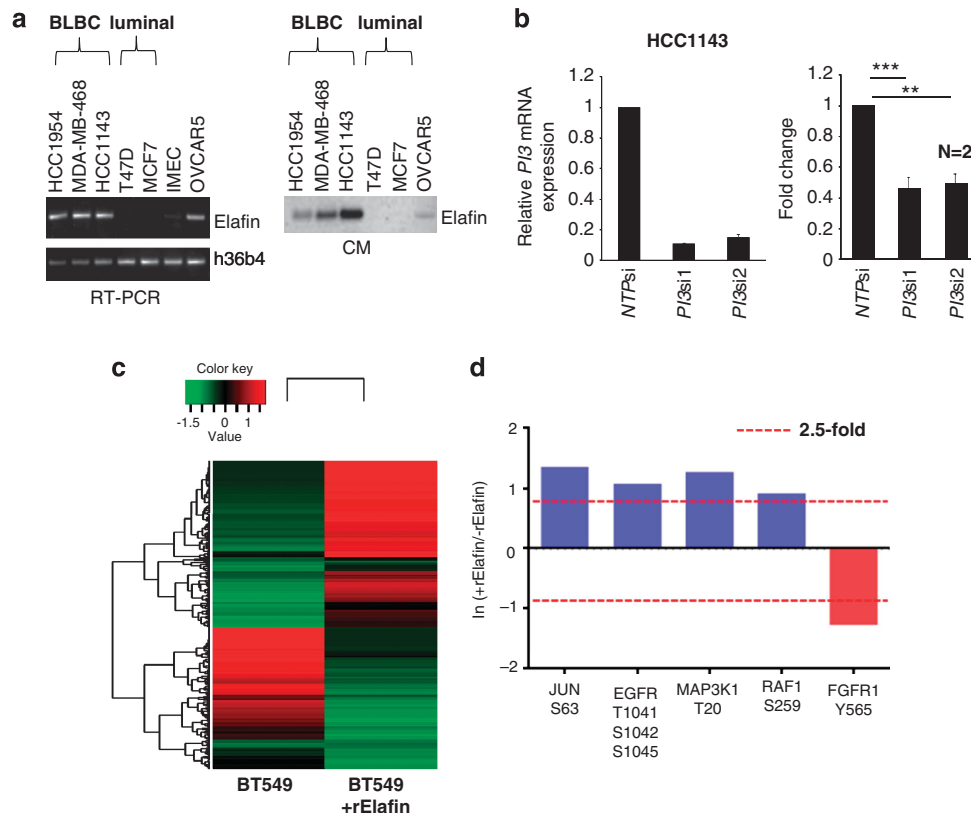 a
BLBC luminal
HCC1954
MDA-MB-468
HCC1143
T47D
MCF7
IMEC
OVCAR5
Elafin
h36b4
RT-PCR
BLBC luminal
HCC1954
MDA-MB-468
HCC1143
T47D
MCF7
OVCAR5
Elafin
CM
b
HCC1143
Relative PI3 mRNA
expression
1.2
1
0.8
0.6
0.4
0.2
0
NTPsi
PI3si1
PI3si2
Fold change
1.2
1
0.8
0.6
0.4
0.2
0
***
**
N=2
NTPsi
PI3si1
PI3si2
c
Color key
-1.5 0 1
Value
BT549
BT549
+rElafin
d
2.5-fold
ln (+rElafin/-rElafin)
2
1
0
−1
−2
JUN
S63
EGFR
T1041
S1042
S1045
MAP3K1
T20
RAF1
S259
FGFR1
Y565